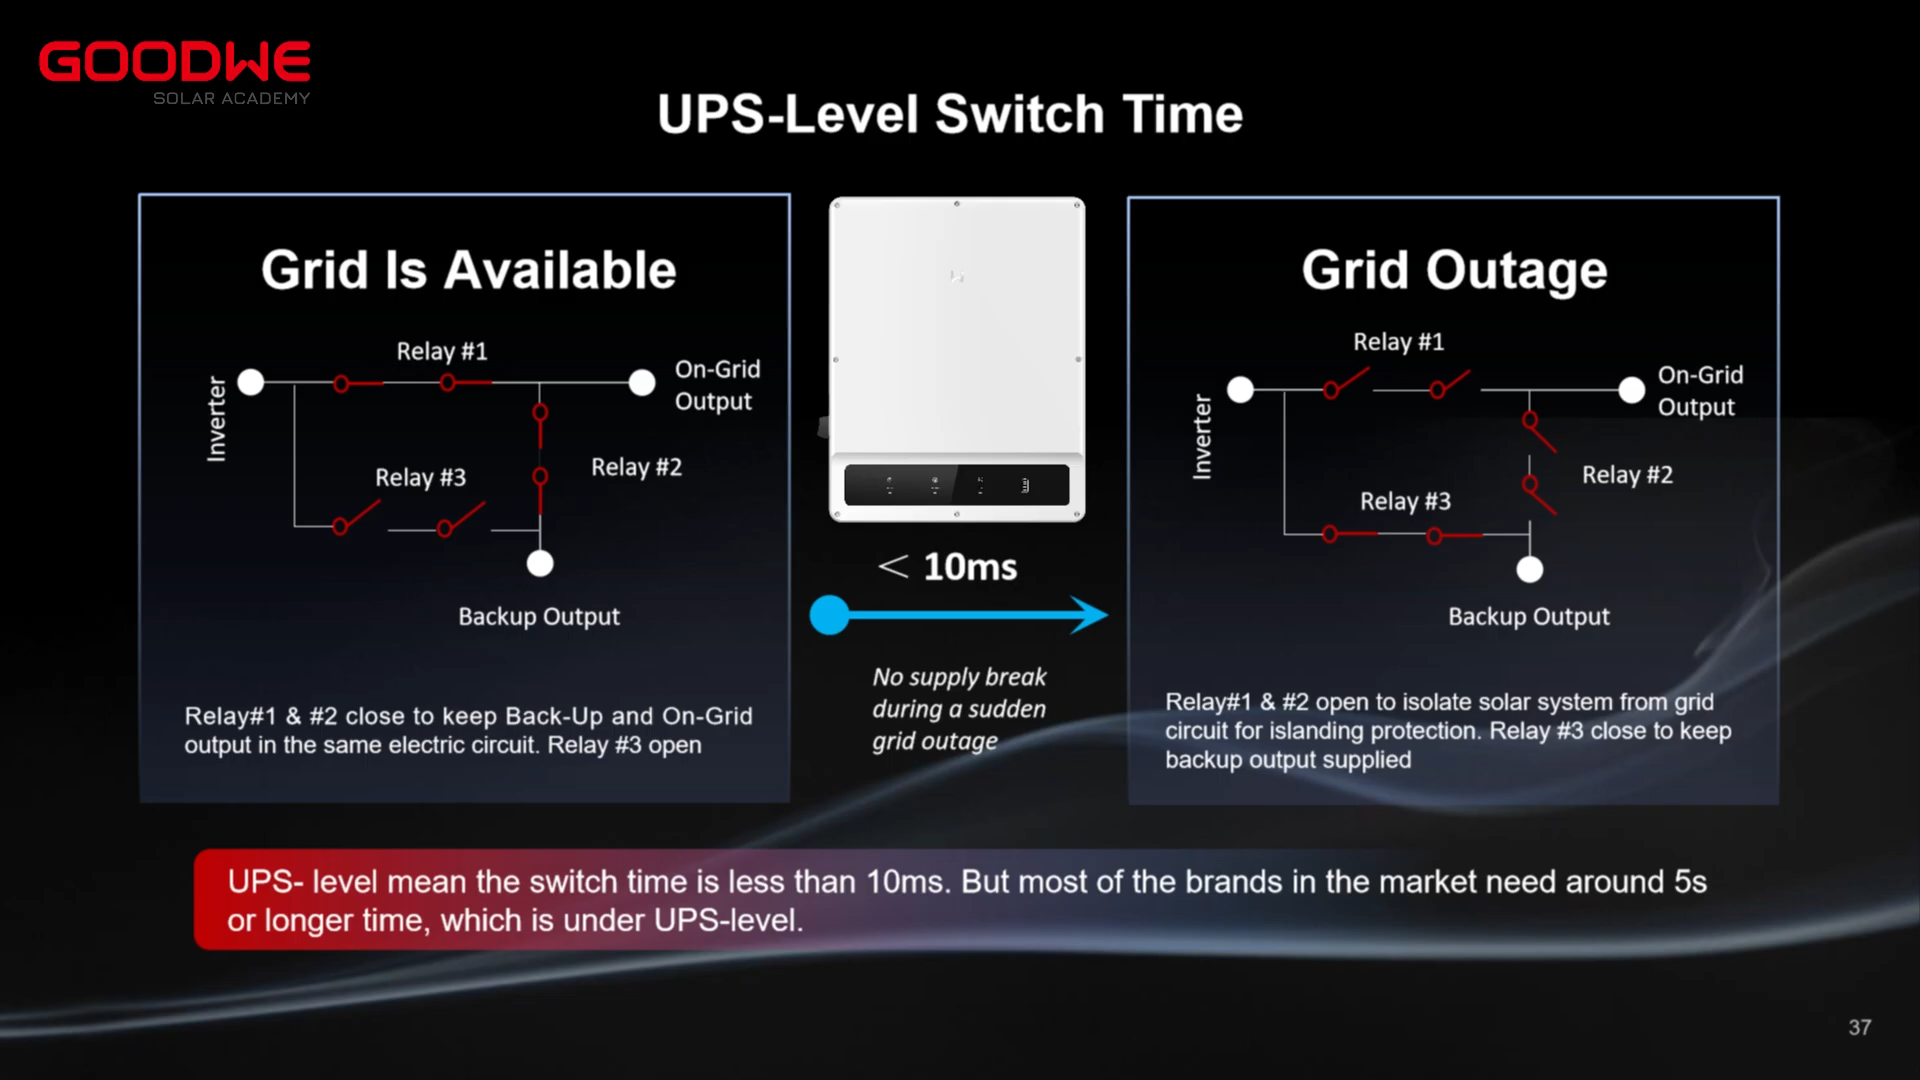 GOODWE
SOLAR ACADEMY
UPS-Level Switch Time
Grid Is Available
Relay #1
On-Grid
Output
Inverter
Relay #2
Relay #3
Backup Output
Relay#1 & #2 close to keep Back-Up and On-Grid
output in the same electric circuit. Relay #3 open
< 10ms
No supply break
during a sudden
grid outage
Grid Outage
Relay #1
On-Grid
Output
Inverter
Relay #2
Relay #3
Backup Output
Relay#1 & #2 open to isolate solar system from grid
circuit for islanding protection. Relay #3 close to keep
backup output supplied
UPS- level mean the switch time is less than 10ms. But most of the brands in the market need around 5s
or longer time, which is under UPS-level.
37